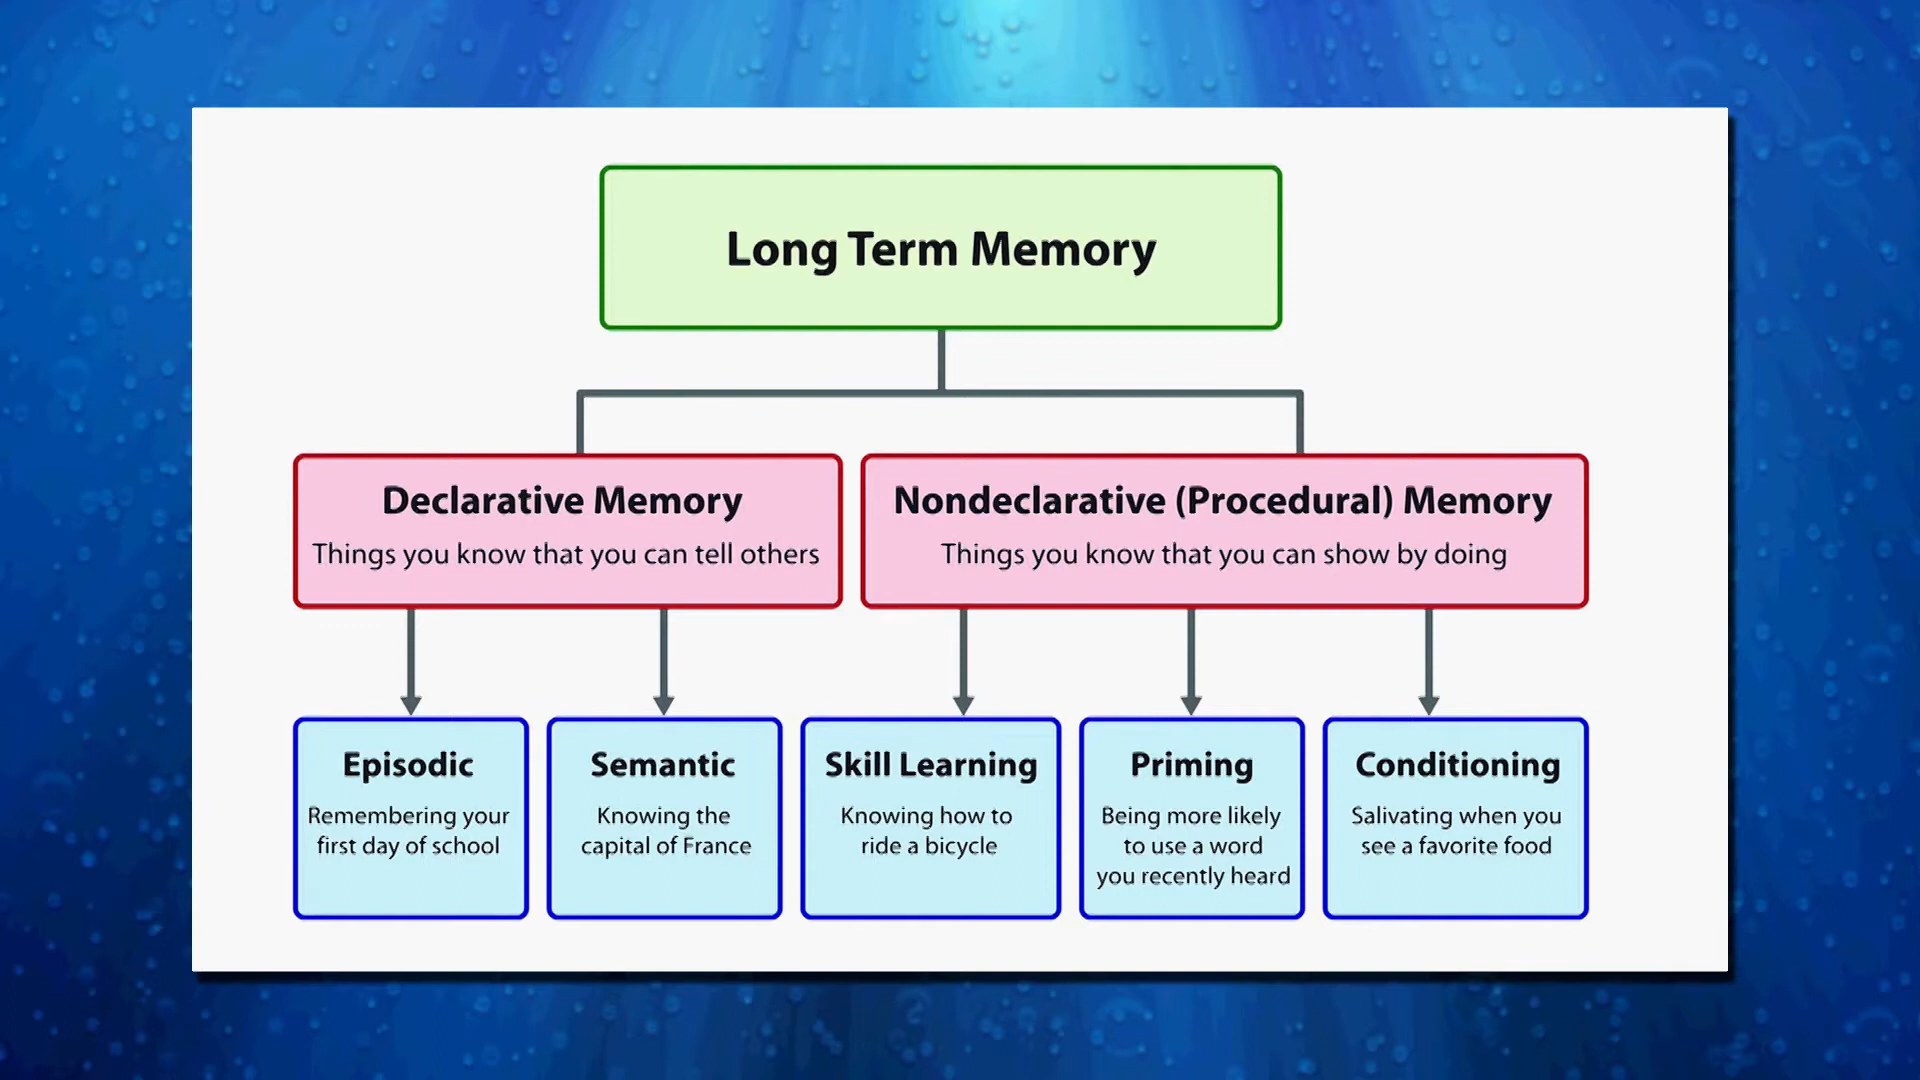 Long Term Memory
Declarative Memory
Things you know that you can tell others
Nondeclarative (Procedural) Memory
Things you know that you can show by doing
Episodic
Remembering your
first day of school
Semantic
Knowing the
capital of France
Skill Learning
Knowing how to
ride a bicycle
Priming
Being more likely
to use a word
you recently heard
Conditioning
Salivating when you
see a favorite food